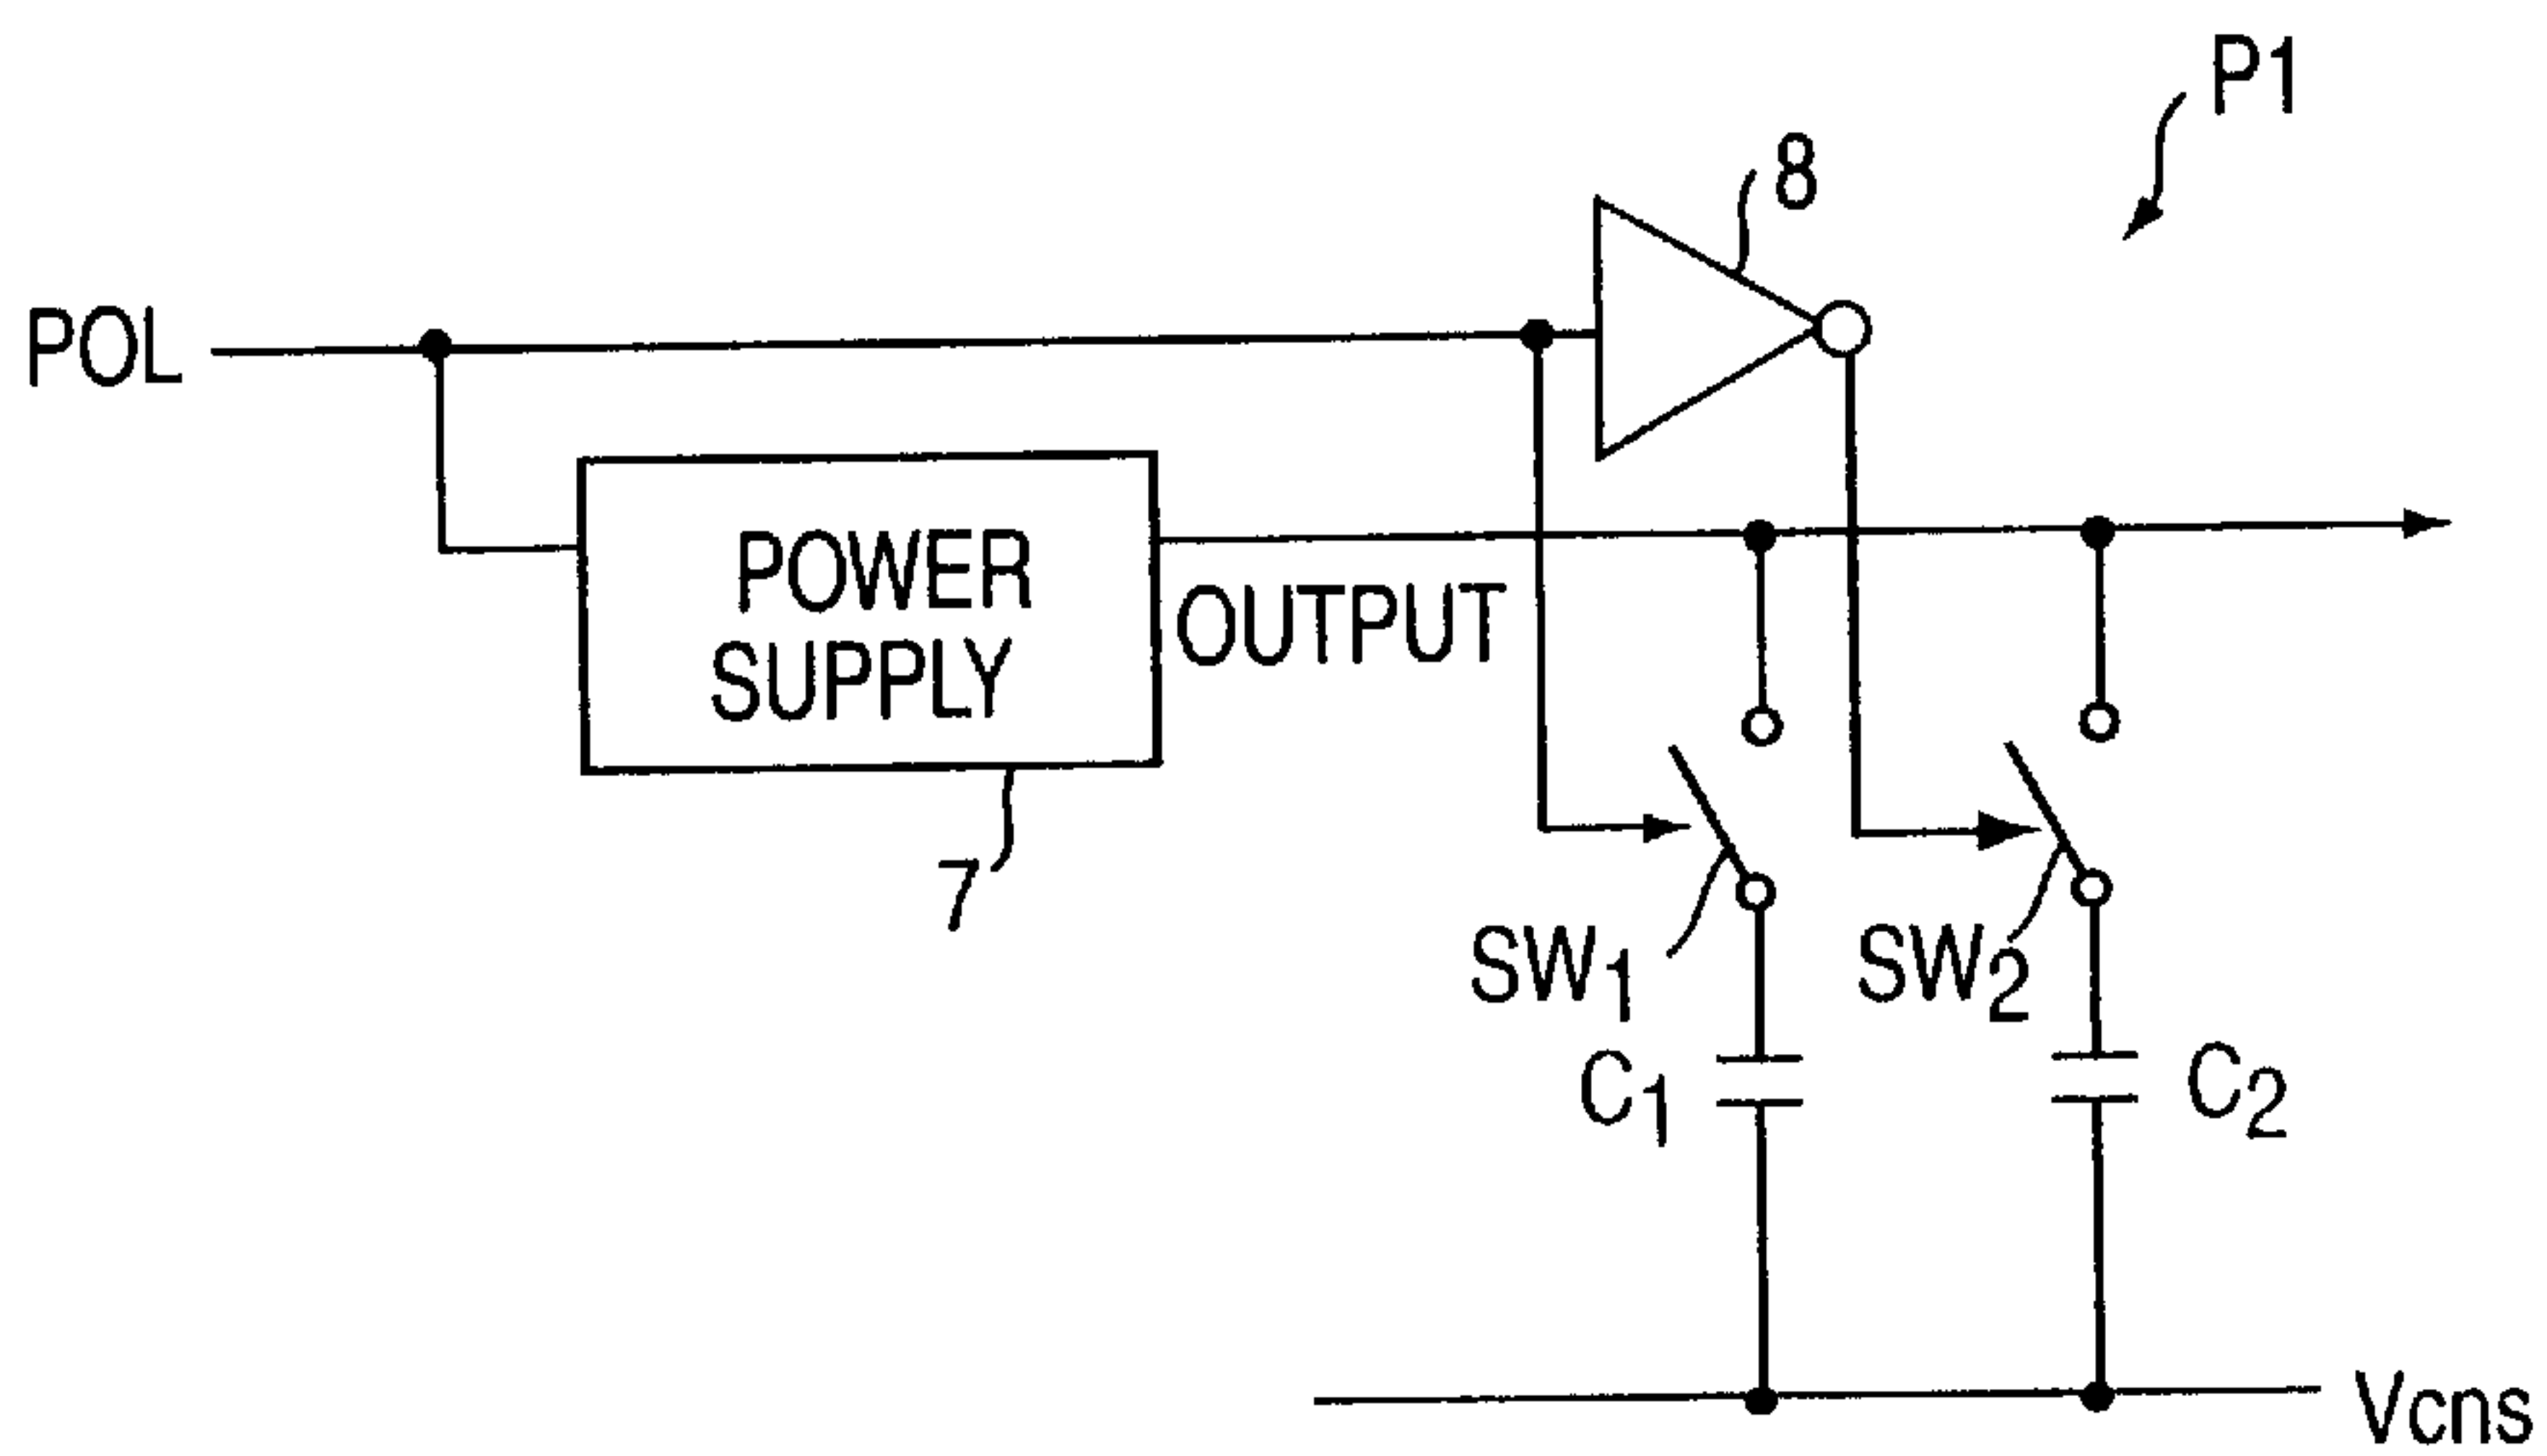 P1
8
POL
POWER
SUPPLY
OUTPUT
7
SW1
SW2
C1
C2
Vcns